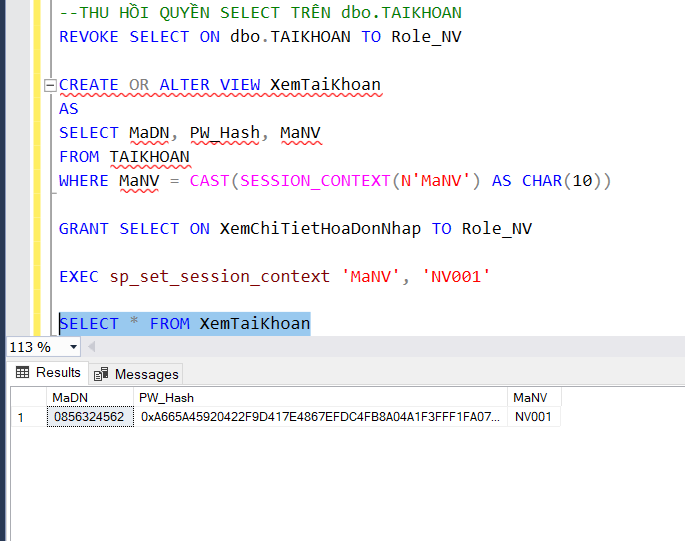 --THU HỒI QUYỀN SELECT TRÊN dbo.TAIKHOAN
REVOKE SELECT ON dbo.TAIKHOAN TO Role_NV
CREATE OR ALTER VIEW XemTaiKhoan
AS
SELECT MaDN, PW_Hash, MaNV
FROM TAIKHOAN
WHERE MaNV = CAST(SESSION_CONTEXT(N'MaNV') AS CHAR(10))
GRANT SELECT ON XemChiTietHoaDonNhap TO Role_NV
EXEC sp_set_session_context 'MaNV', 'NV001'
SELECT * FROM XemTaiKhoan
113 %
Results Messages
MaDN PW_Hash MaNV
1 0856324562 0xA665A45920422F9D417E4867EFDC4FB8A04A1F3FFF1FA07... NV001